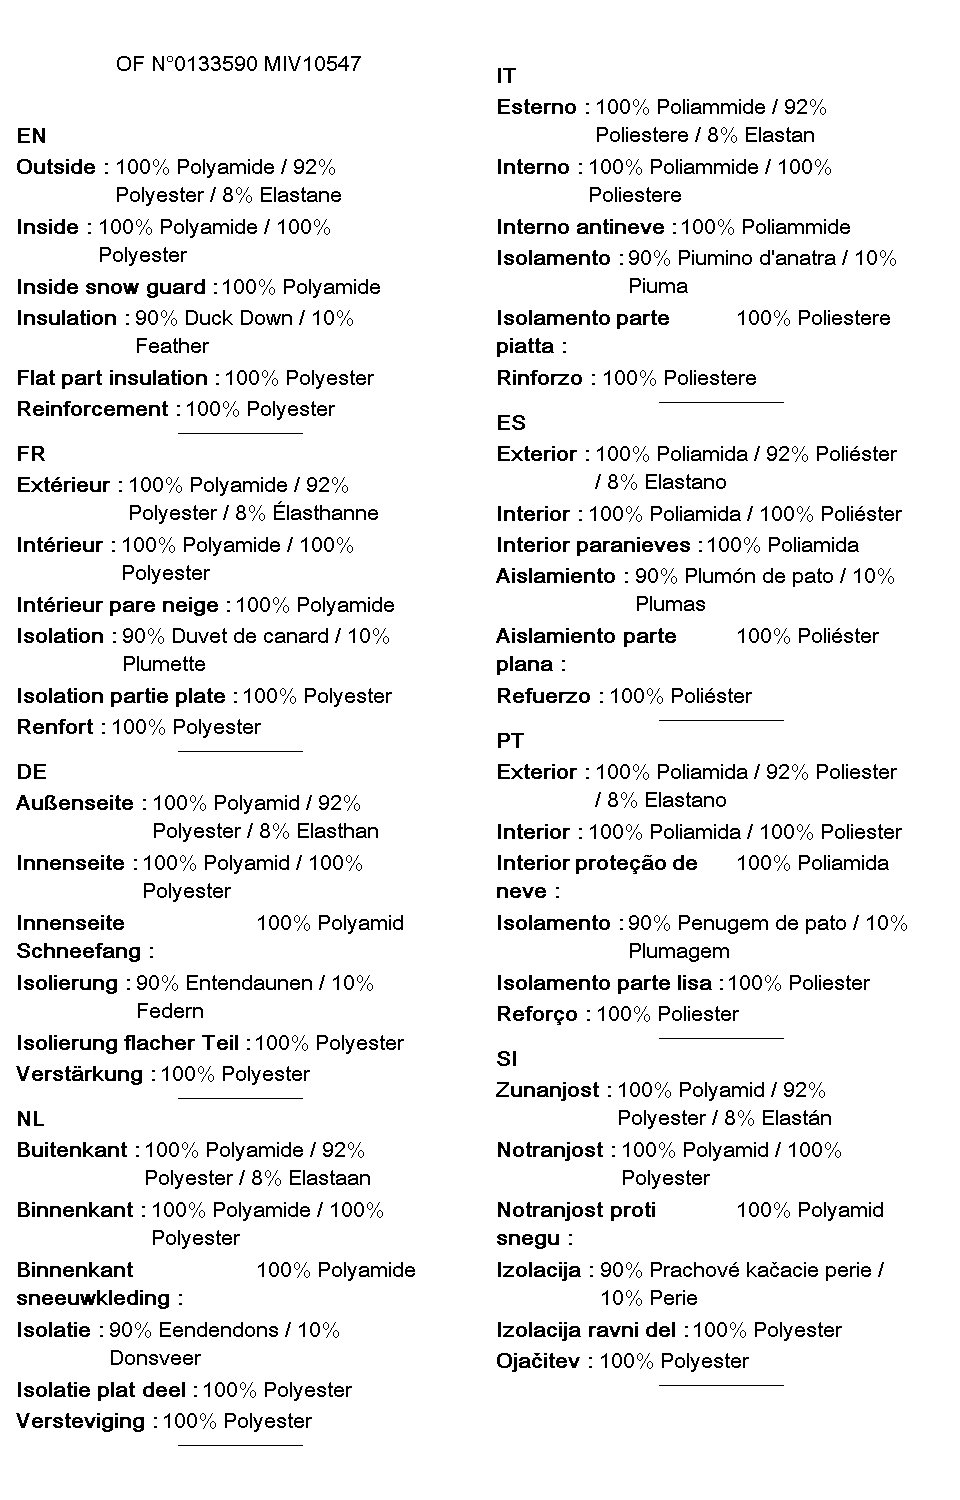 OF N°0133590 MIV10547
EN
Outside : 100% Polyamide / 92%
Polyester / 8% Elastane
Inside : 100% Polyamide / 100%
Polyester
Inside snow guard : 100% Polyamide
Insulation : 90% Duck Down / 10%
Feather
Flat part insulation : 100% Polyester
Reinforcement : 100% Polyester
FR
Extérieur : 100% Polyamide / 92%
Polyester / 8% Élasthanne
Intérieur : 100% Polyamide / 100%
Polyester
Intérieur pare neige : 100% Polyamide
Isolation : 90% Duvet de canard / 10%
Plumette
Isolation partie plate : 100% Polyester
Renfort : 100% Polyester
DE
Außenseite : 100% Polyamid / 92%
Polyester / 8% Elasthan
Innenseite : 100% Polyamid / 100%
Polyester
Innenseite 100% Polyamid
Schneefang :
Isolierung : 90% Entendaunen / 10%
Federn
Isolierung flacher Teil : 100% Polyester
Verstärkung : 100% Polyester
NL
Buitenkant : 100% Polyamide / 92%
Polyester / 8% Elastaan
Binnenkant : 100% Polyamide / 100%
Polyester
Binnenkant 100% Polyamide
sneeuwkleding :
Isolatie : 90% Eendendons / 10%
Donsveer
Isolatie plat deel : 100% Polyester
Versteviging : 100% Polyester
IT
Esterno : 100% Poliammide / 92%
Poliestere / 8% Elastan
Interno : 100% Poliammide / 100%
Poliestere
Interno antineve : 100% Poliammide
Isolamento : 90% Piumino d'anatra / 10%
Piuma
Isolamento parte 100% Poliestere
piatta :
Rinforzo : 100% Poliestere
ES
Exterior : 100% Poliamida / 92% Poliéster
/ 8% Elastano
Interior : 100% Poliamida / 100% Poliéster
Interior paranieves : 100% Poliamida
Aislamiento : 90% Plumón de pato / 10%
Plumas
Aislamiento parte 100% Poliéster
plana :
Refuerzo : 100% Poliéster
PT
Exterior : 100% Poliamida / 92% Poliester
/ 8% Elastano
Interior : 100% Poliamida / 100% Poliester
Interior proteção de 100% Poliamida
neve :
Isolamento : 90% Penugem de pato / 10%
Plumagem
Isolamento parte lisa : 100% Poliester
Reforço : 100% Poliester
SI
Zunanjost : 100% Polyamid / 92%
Polyester / 8% Elastán
Notranjost : 100% Polyamid / 100%
Polyester
Notranjost proti 100% Polyamid
snegu :
Izolacija : 90% Prachové kačacie perie /
10% Perie
Izolacija ravni del : 100% Polyester
Ojačitev : 100% Polyester